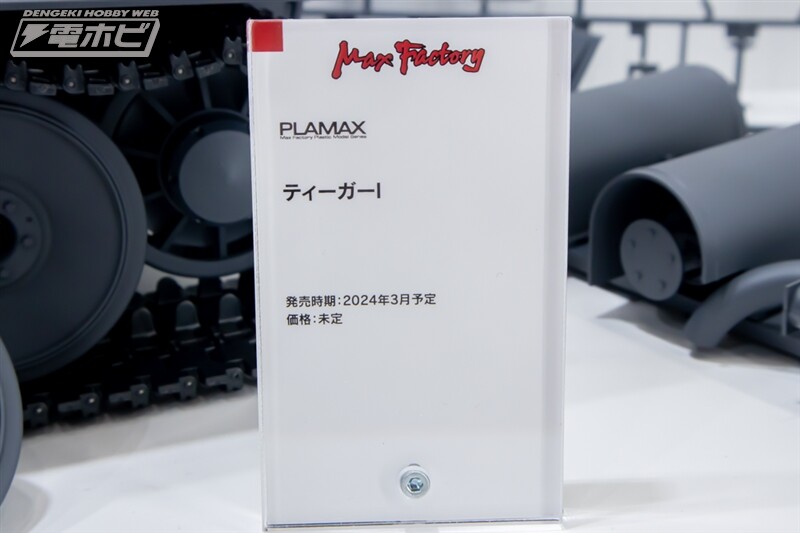 DENGEKI HOBBY WEB
電ホビ
Max Factory
PLAMAX
Max Factory Plastic Model Series
ティーガーI
発売時期：2024年3月予定
価格：未定